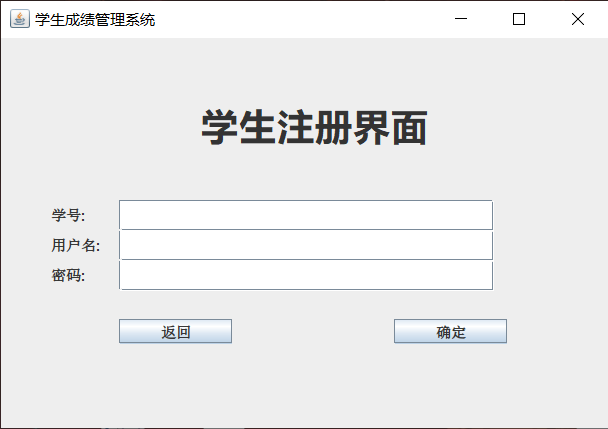 学生成绩管理系统
学生注册界面
学号:
用户名:
密码:
返回 确定